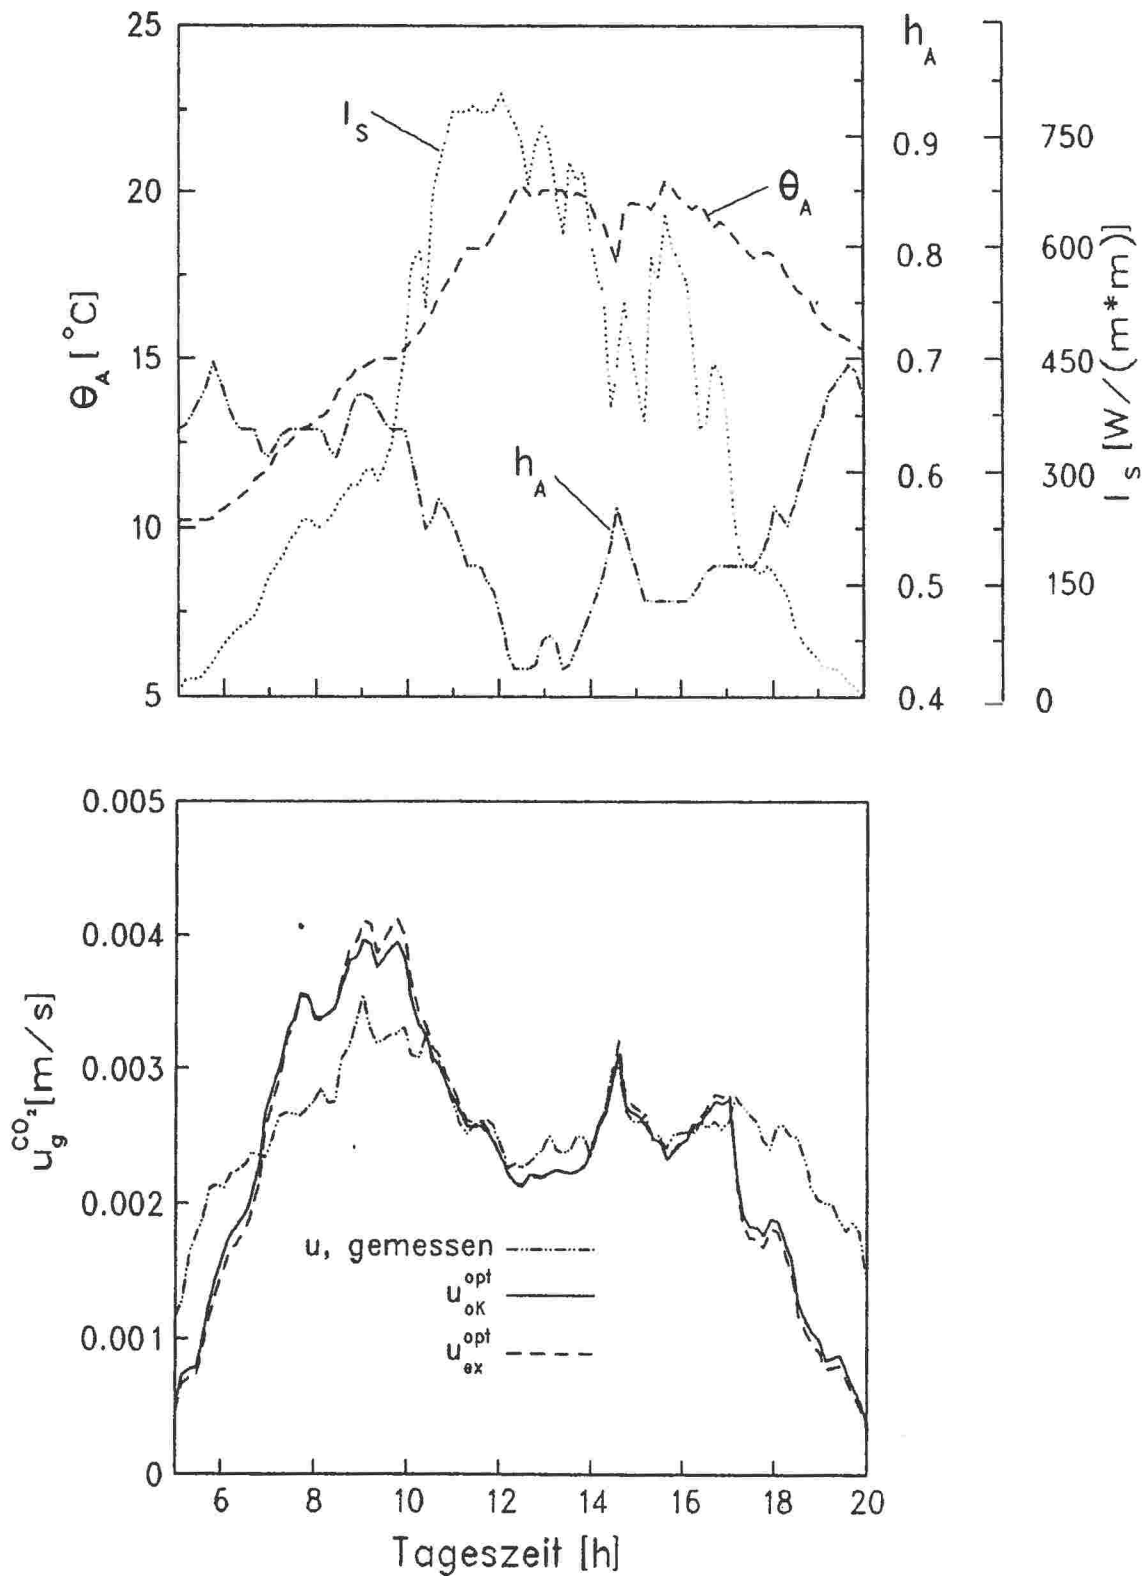 25
20
15
10
5
θ_A [°C]
I_S
θ_A
h_A
h_A
0.9
0.8
0.7
0.6
0.5
0.4
750
600
450
300
150
0
I_S [W/(m*m)]
0.005
0.004
0.003
0.002
0.001
0
u_g^CO₂ [m/s]
u, gemessen
u_oK^opt
u_ex^opt
6 8 10 12 14 16 18 20
Tageszeit [h]